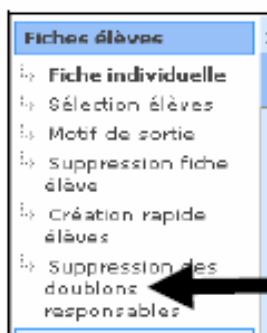 Fiches élèves
Fiche individuelle
Sélection élèves
Motif de sortie
Suppression fiche
élève
Création rapide
élèves
Suppression des
doublons
responsables